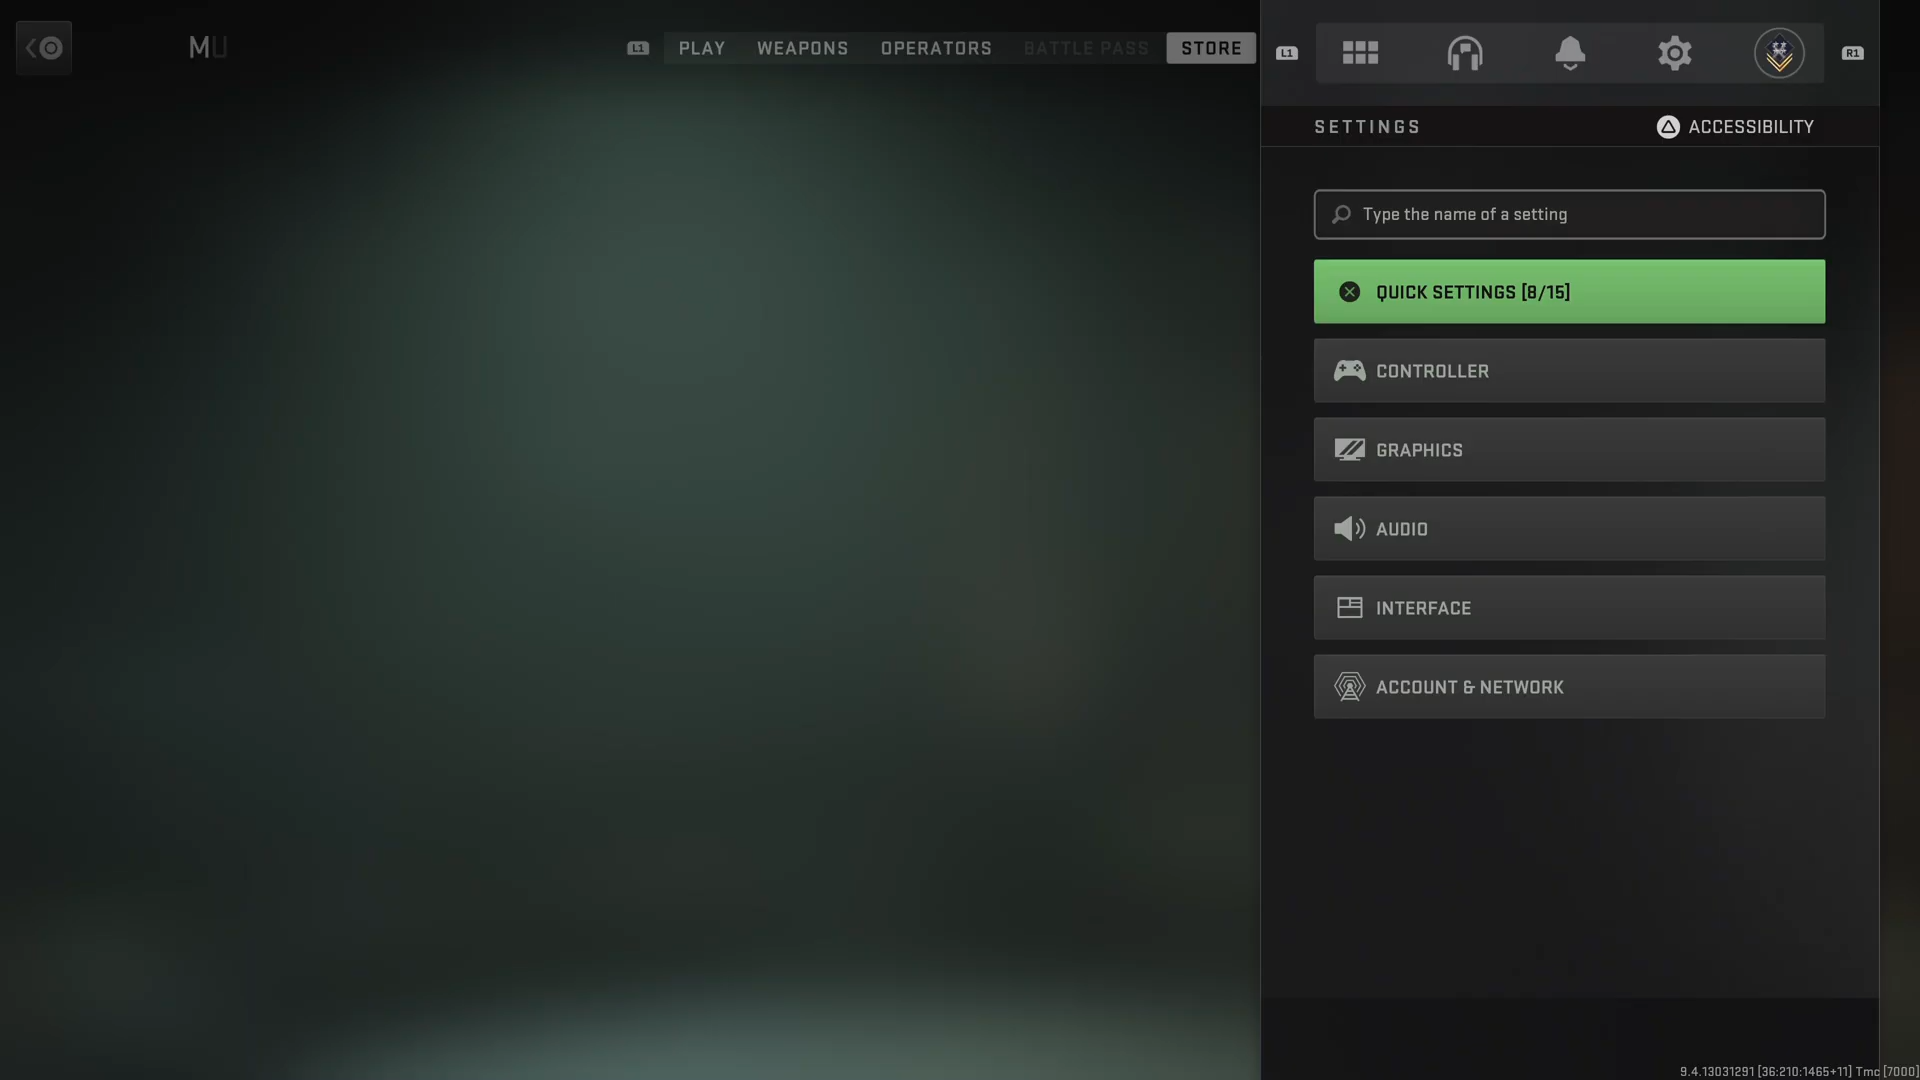 MU
L1 PLAY WEAPONS OPERATORS BATTLE PASS STORE
L1 R1
SETTINGS ACCESSIBILITY
Type the name of a setting
QUICK SETTINGS [8/15]
CONTROLLER
GRAPHICS
AUDIO
INTERFACE
ACCOUNT & NETWORK
9.4.13031291 [36:210:1465+11] Tmc [7000]